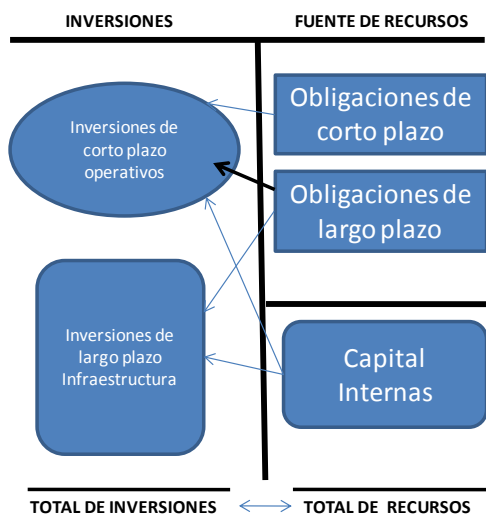 INVERSIONES
FUENTE DE RECURSOS
Inversiones de
corto plazo
operativos
Obligaciones de
corto plazo
Obligaciones de
largo plazo
Inversiones de
largo plazo
Infraestructura
Capital
Internas
TOTAL DE INVERSIONES
TOTAL DE RECURSOS